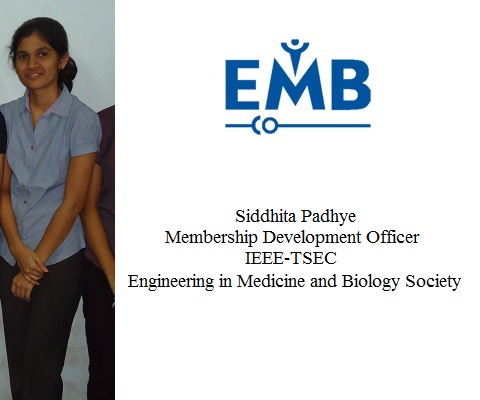 EMB
Siddhita Padhye
Membership Development Officer
IEEE-TSEC
Engineering in Medicine and Biology Society